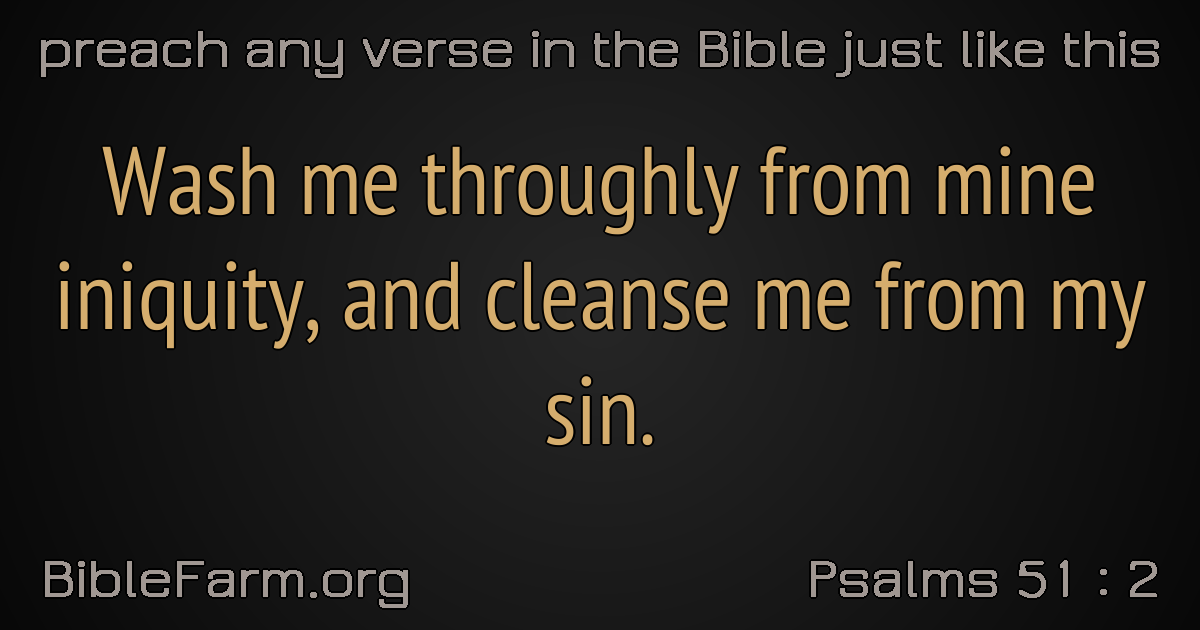 preach any verse in the Bible just like this
Wash me throughly from mine
iniquity, and cleanse me from my
sin.
BibleFarm.org
Psalms 51 : 2